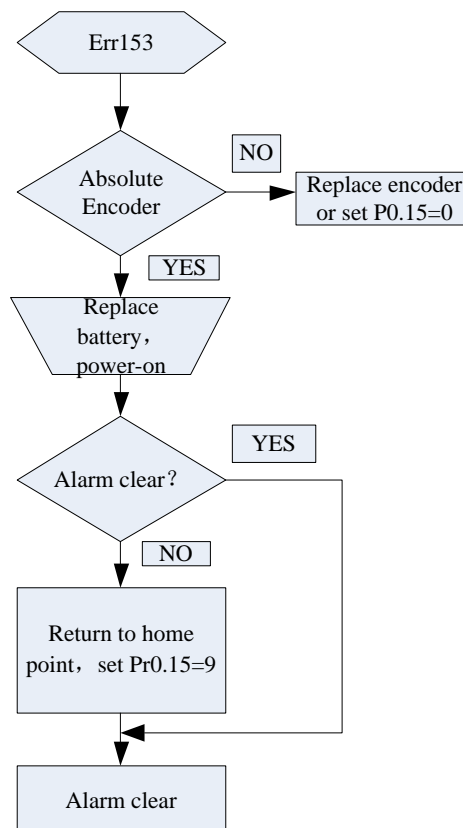 Err153
Absolute
Encoder
NO
Replace encoder
or set P0.15=0
YES
Replace
battery，
power-on
Alarm clear？
YES
NO
Return to home
point，set Pr0.15=9
Alarm clear